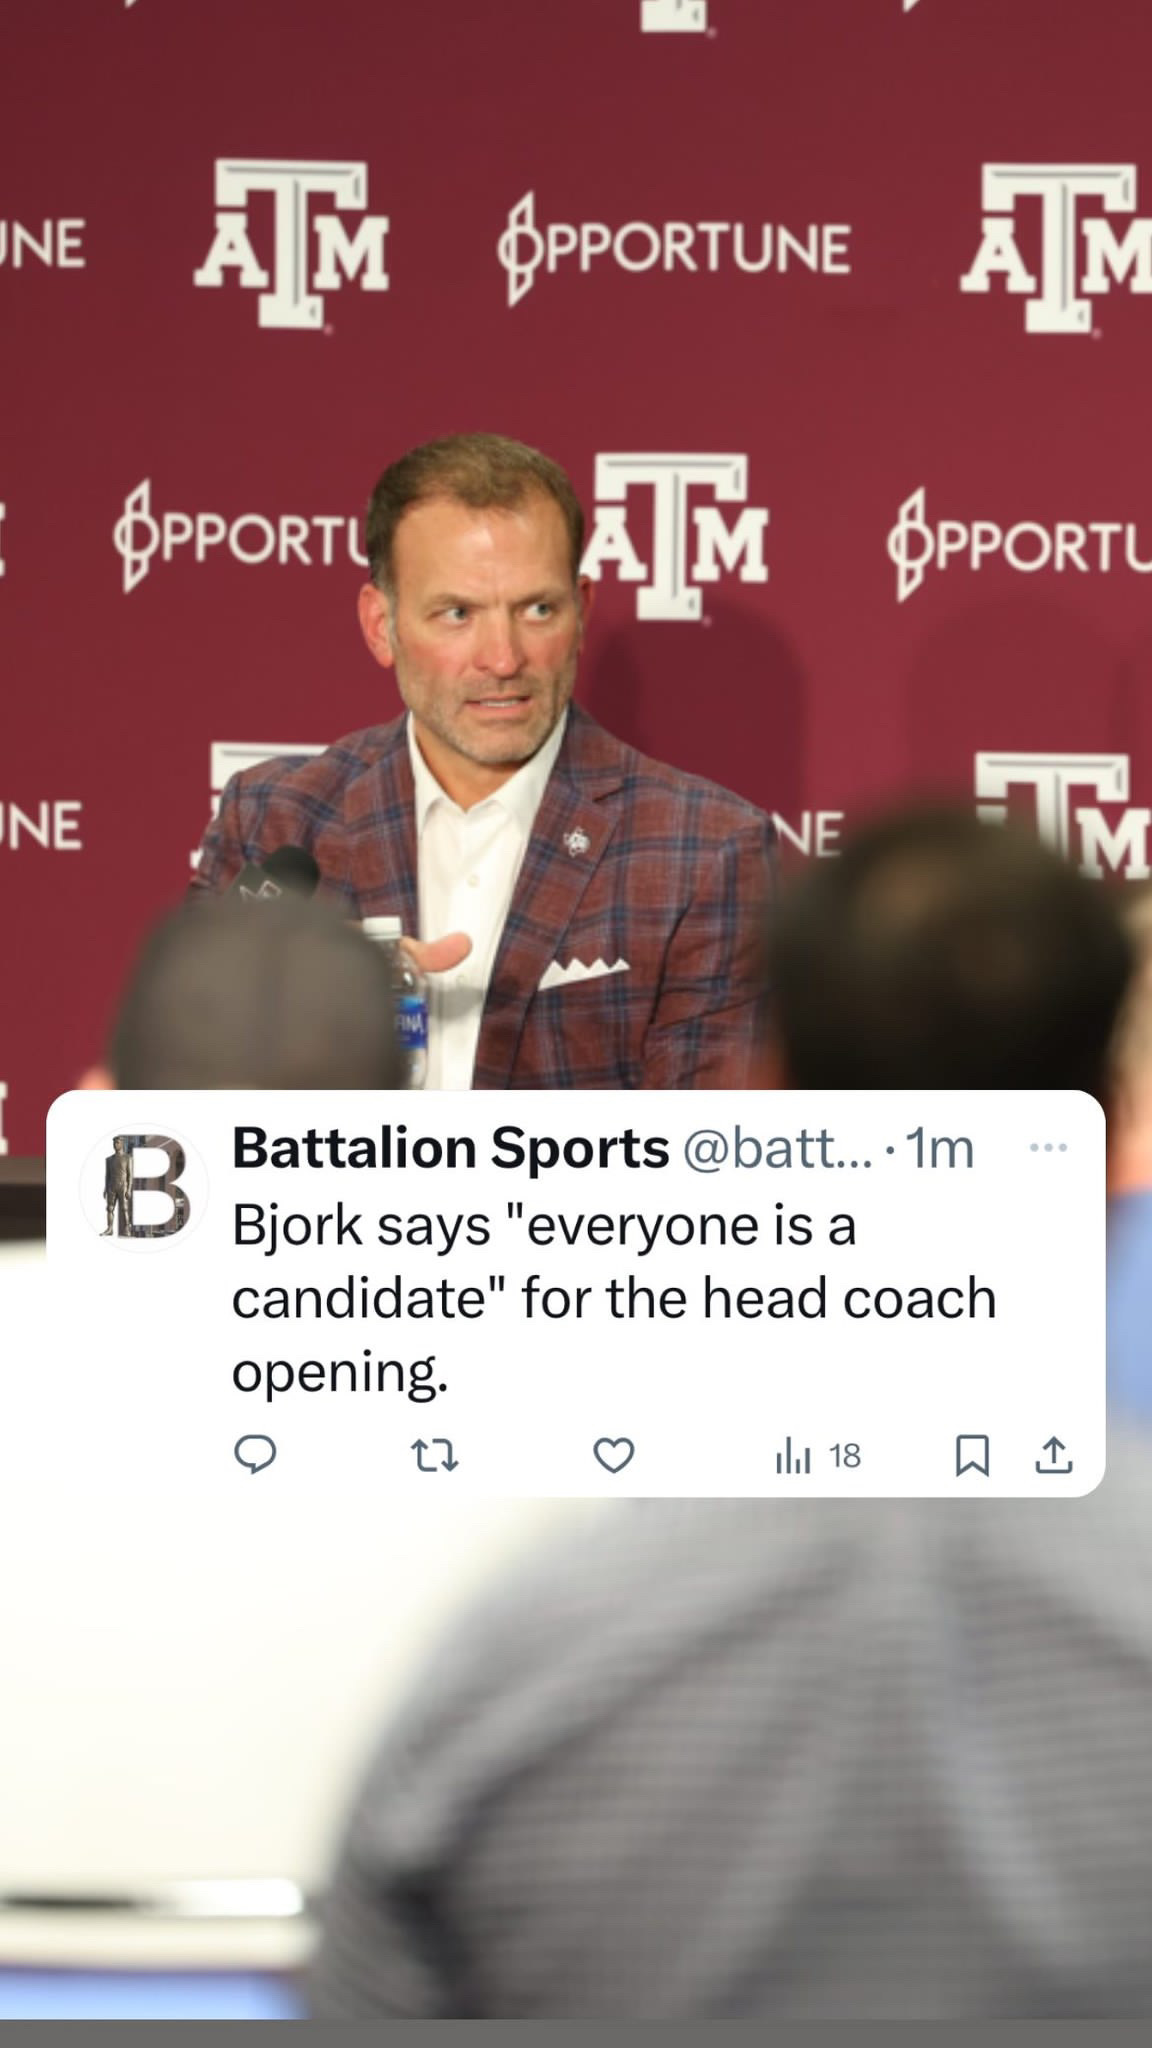 ATM
OPPORTUNE
ATM
OPPORTU
ATM
OPPORTU
UNE
NE
TM
Battalion Sports @batt... · 1m
Bjork says "everyone is a
candidate" for the head coach
opening.
18